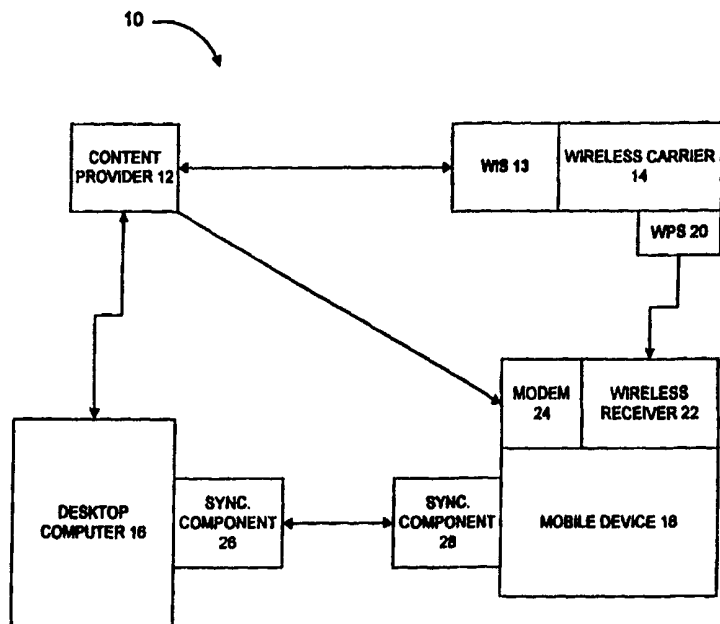 10
CONTENT
PROVIDER 12
WIS 13
WIRELESS CARRIER
14
WPS 20
MODEM
24
WIRELESS
RECEIVER 22
DESKTOP
COMPUTER 16
SYNC.
COMPONENT
26
SYNC.
COMPONENT
28
MOBILE DEVICE 18